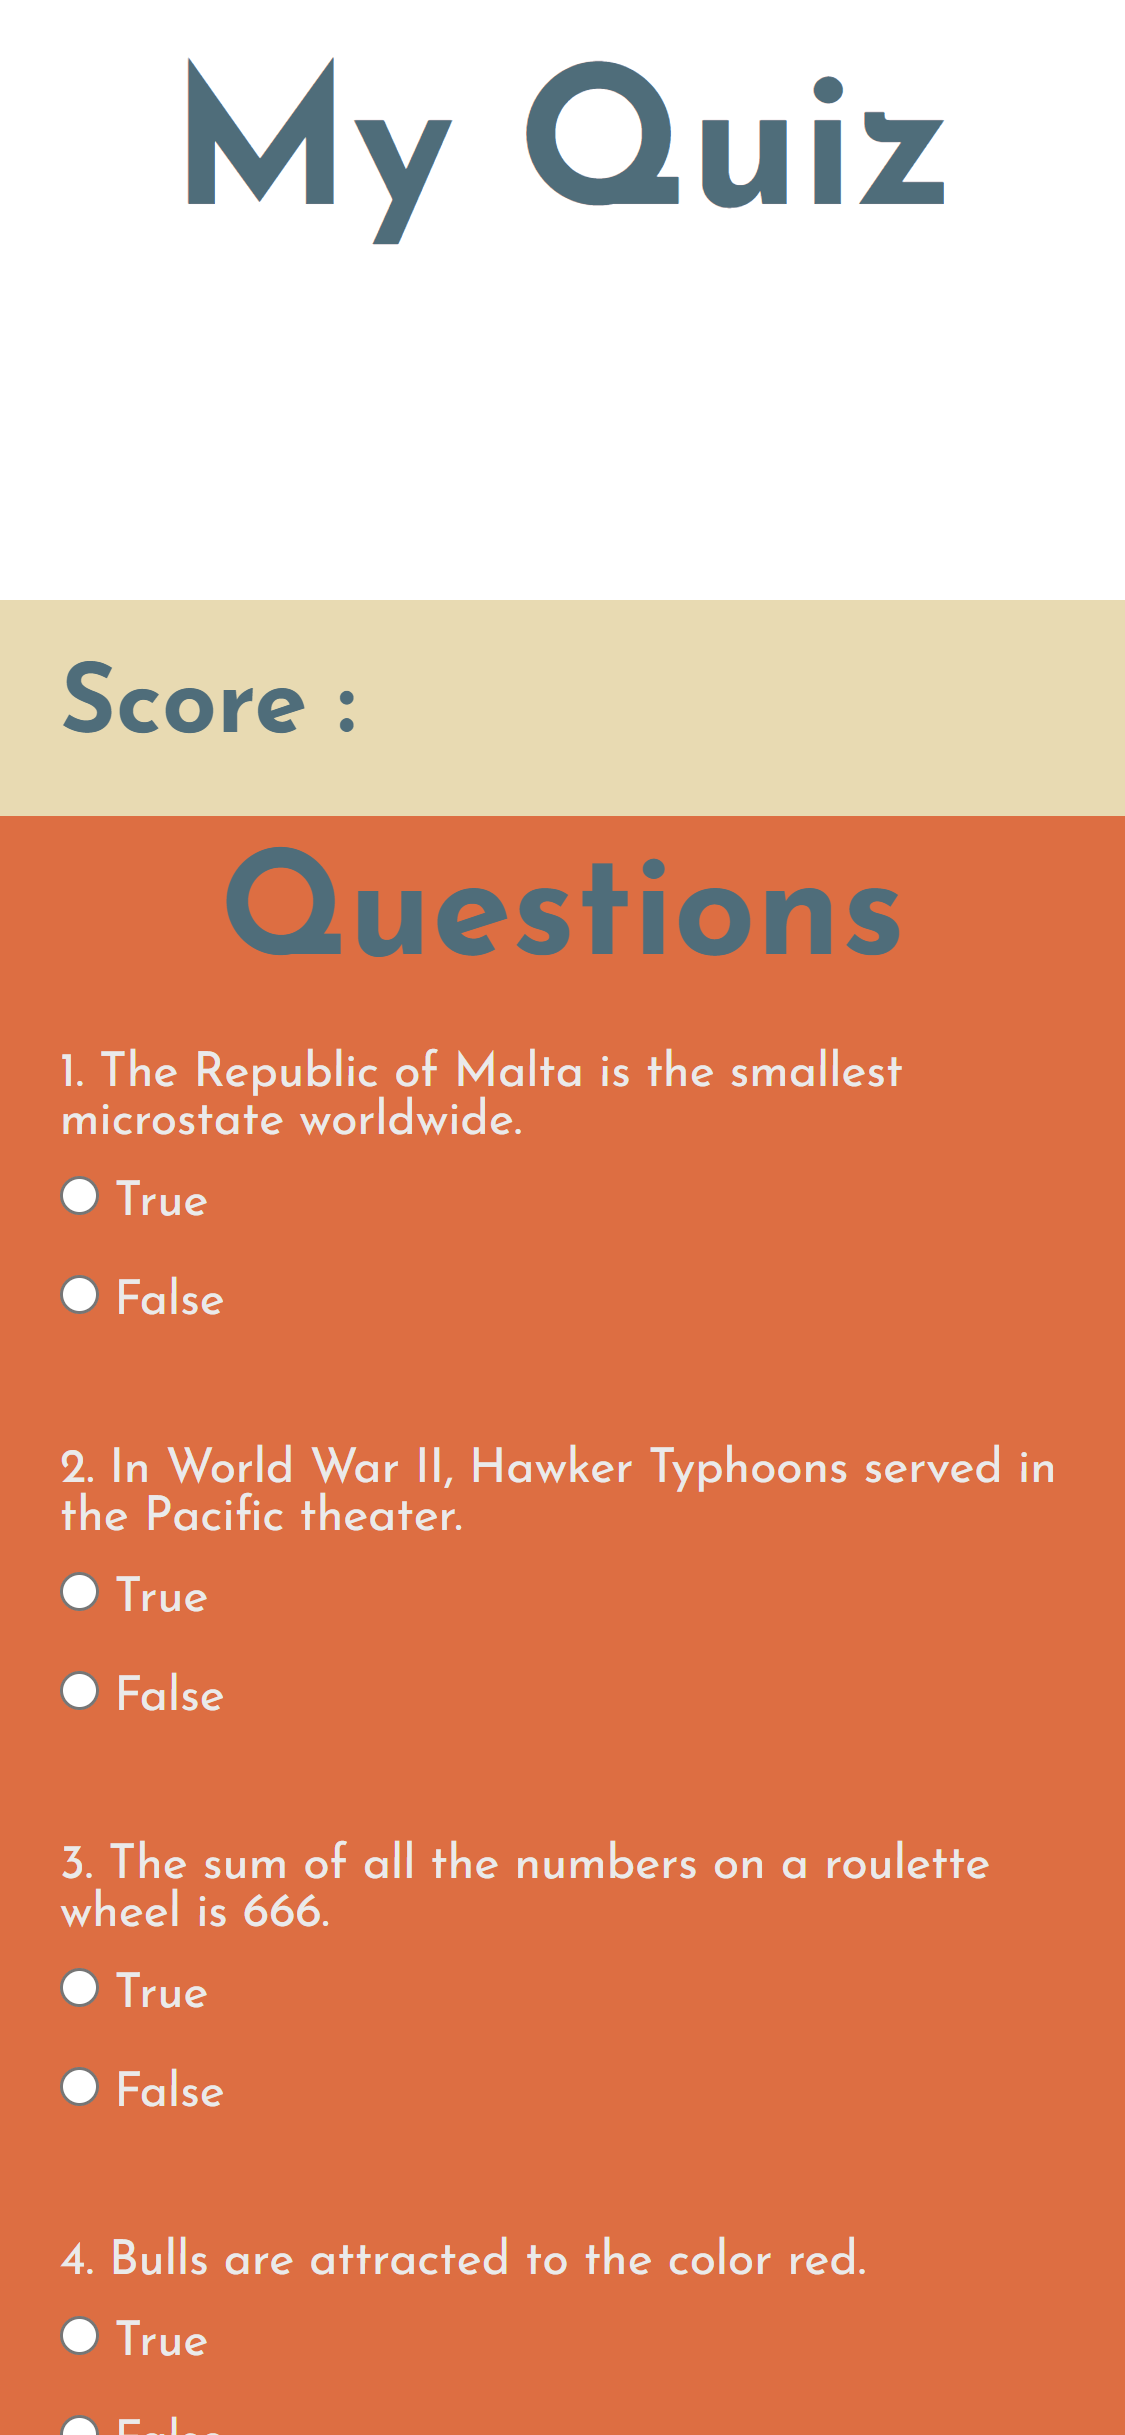 My Quiz
Score :
Questions
1. The Republic of Malta is the smallest
microstate worldwide.
True
False
2. In World War II, Hawker Typhoons served in
the Pacific theater.
True
False
3. The sum of all the numbers on a roulette
wheel is 666.
True
False
4. Bulls are attracted to the color red.
True